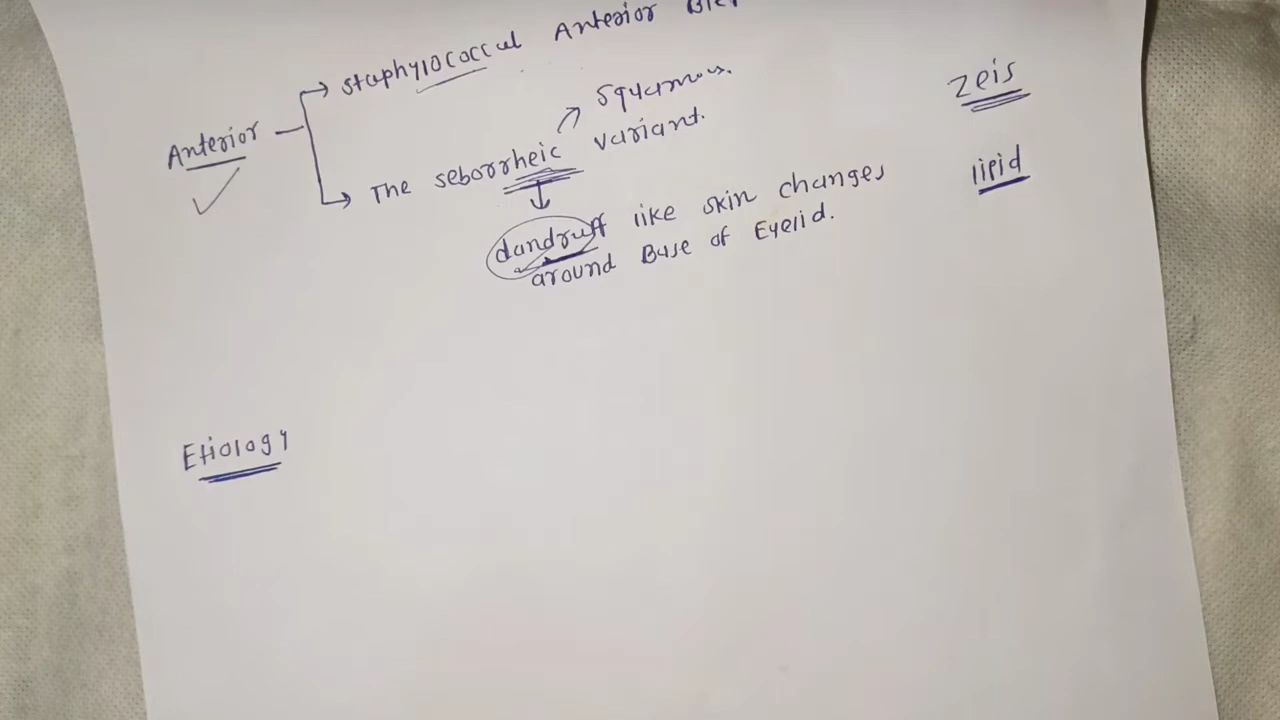 staphylococcal Anterior
squamous.
Anterior
The seborrheic variant.
dandruff like skin changes
around Base of Eyelid.
Zeis
lipid
Etiology